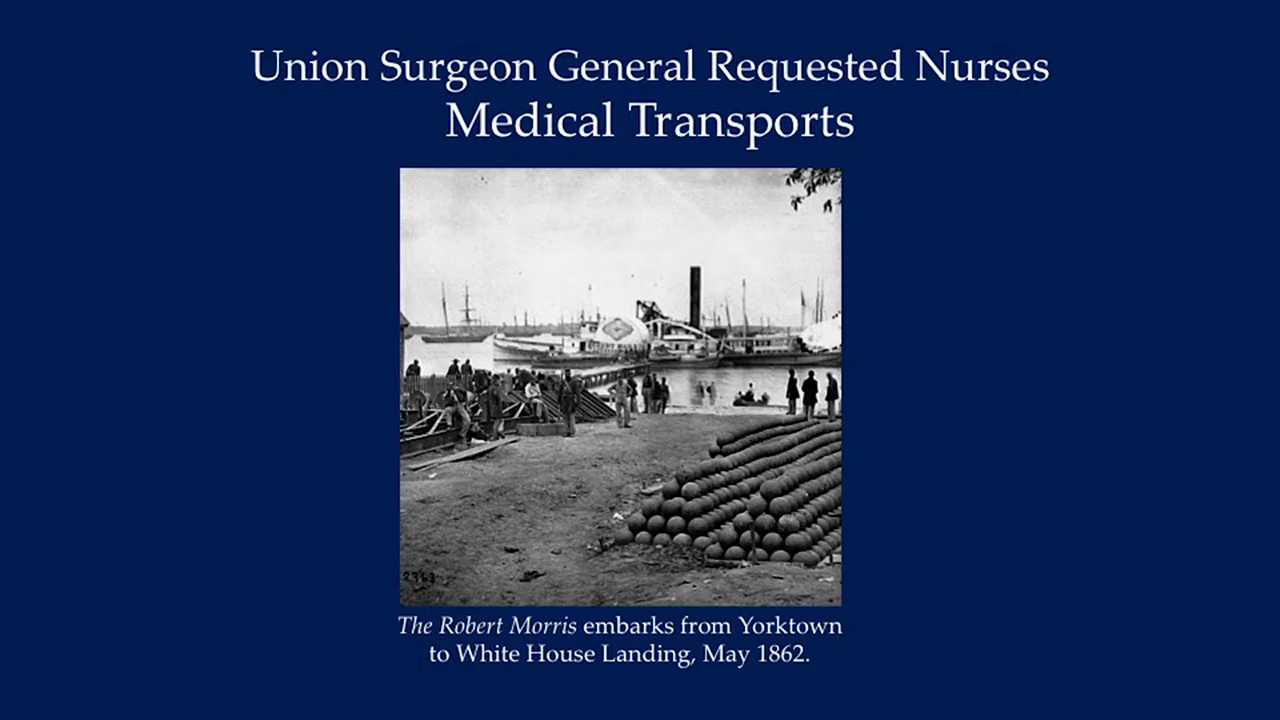 Union Surgeon General Requested Nurses
Medical Transports
The Robert Morris embarks from Yorktown
to White House Landing, May 1862.